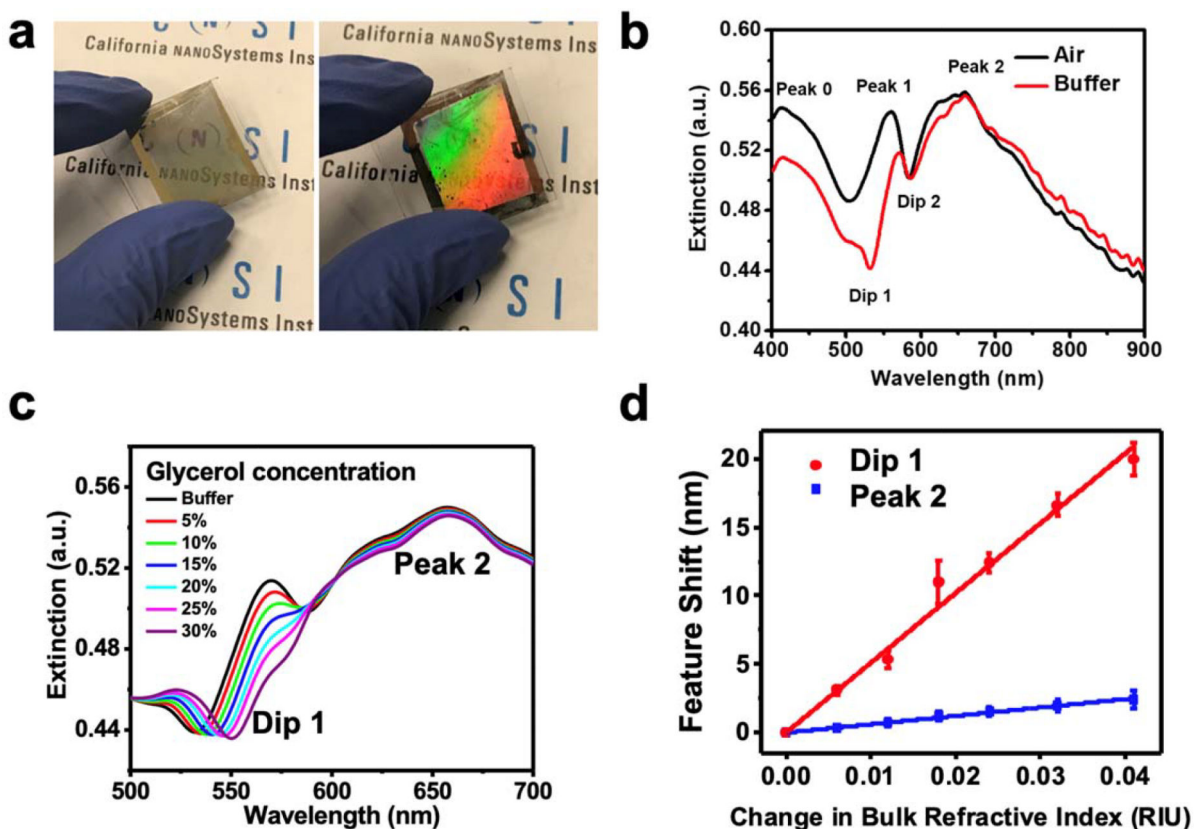 a
C (N) S I
California NANOSystems Inst
C (N) S I
California NANOSystems Inst
(N) S I
NANOSystems Inst
C (N) S I
California NANOSystems Ins
C (N) S I
California NANOSystems Inst
C (N) S I
NANOSystems Inst
b
0.60
0.56
0.52
0.48
0.44
0.40
Extinction (a.u.)
Peak 0
Peak 1
Peak 2
Air
Buffer
Dip 2
Dip 1
400 500 600 700 800 900
Wavelength (nm)
c
Glycerol concentration
Buffer
5%
10%
15%
20%
25%
30%
0.56
0.52
0.48
0.44
Extinction (a.u.)
Peak 2
Dip 1
500 550 600 650 700
Wavelength (nm)
d
Dip 1
Peak 2
20
15
10
5
0
Feature Shift (nm)
0.00 0.01 0.02 0.03 0.04
Change in Bulk Refractive Index (RIU)